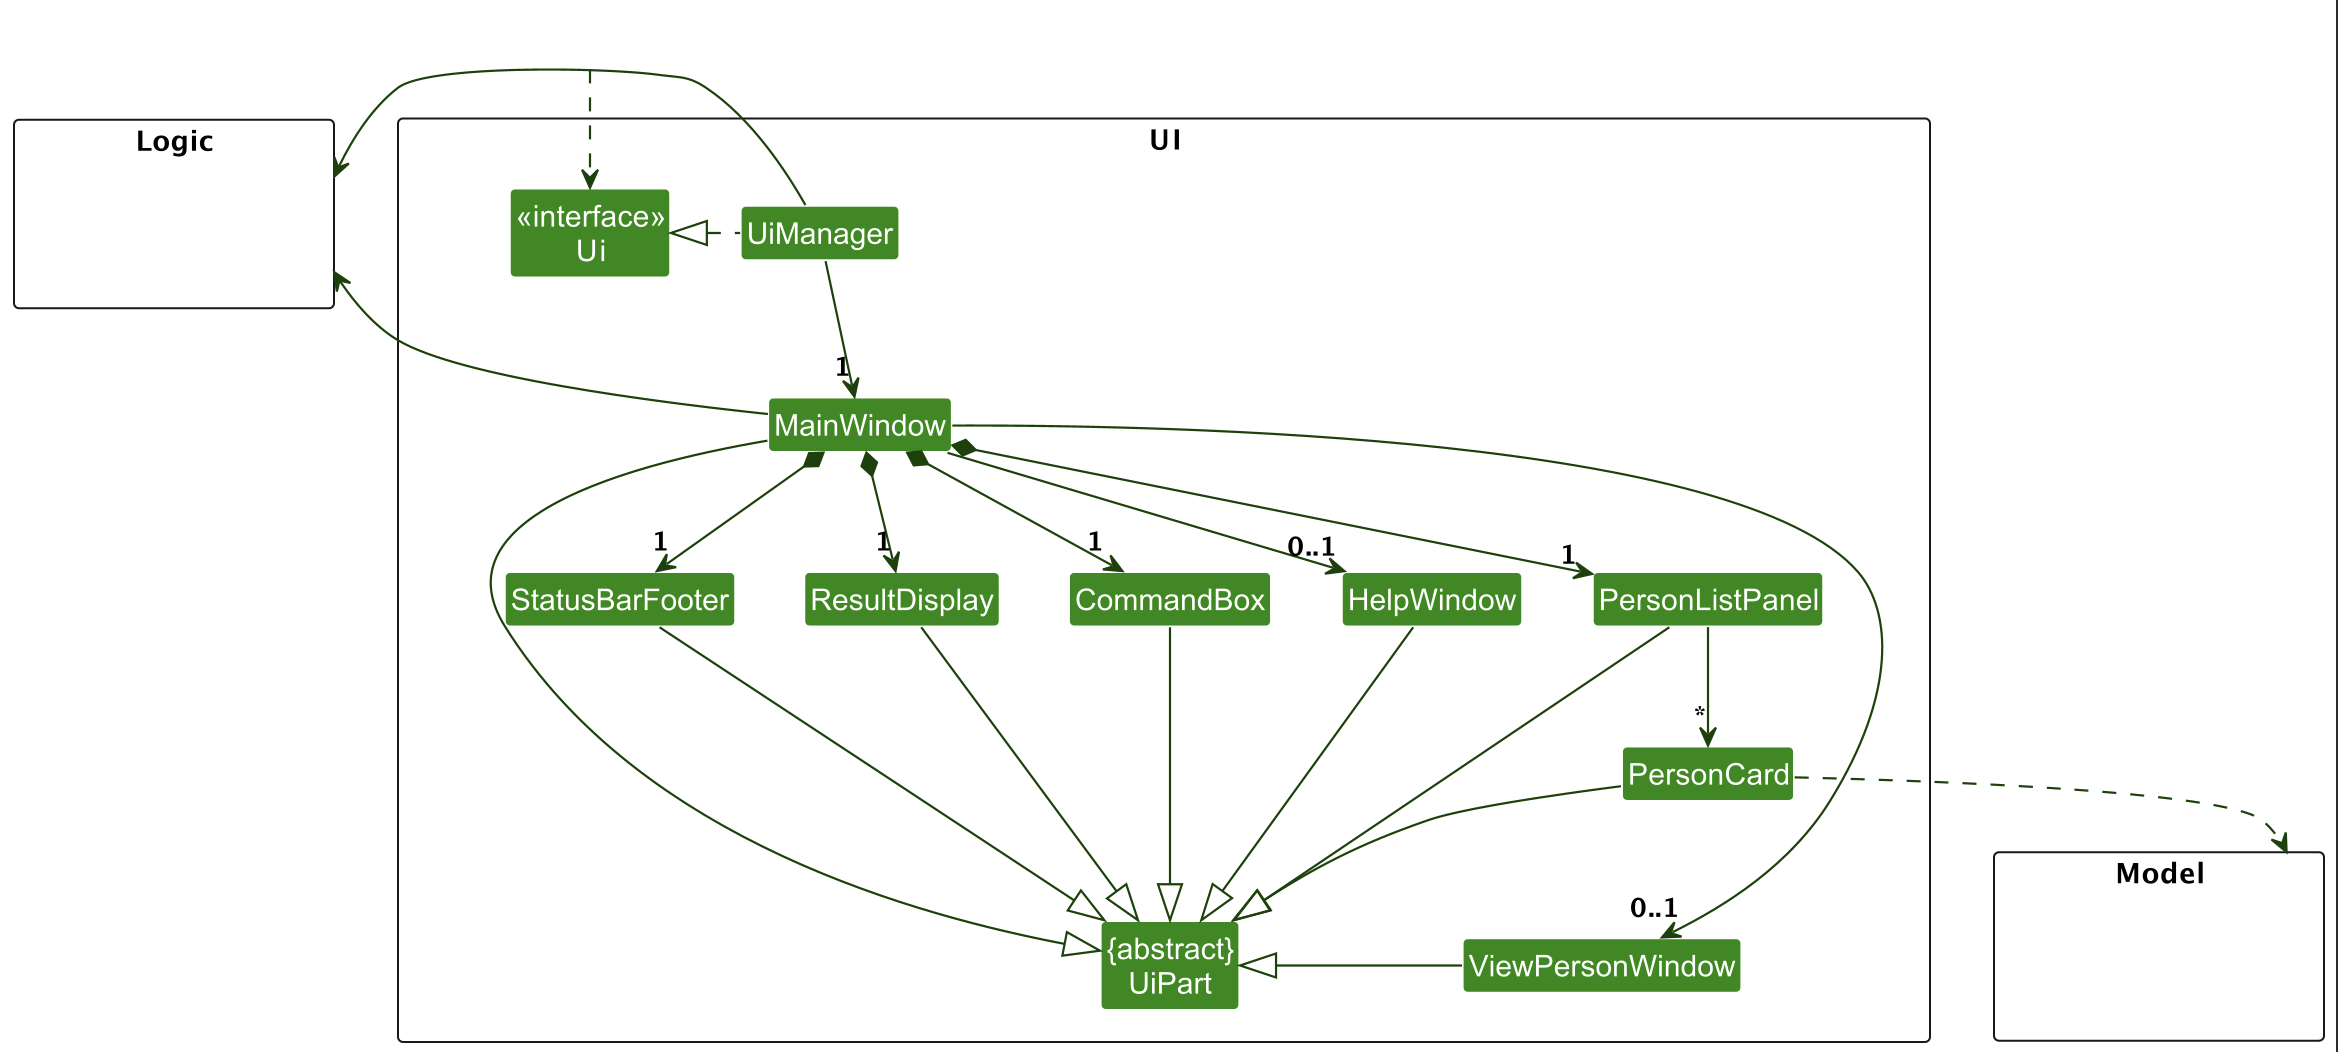 Logic
UI
«interface»
Ui
UiManager
1
MainWindow
1
1
1
0..1
1
StatusBarFooter
ResultDisplay
CommandBox
HelpWindow
PersonListPanel
*
PersonCard
Model
0..1
{abstract}
UiPart
ViewPersonWindow